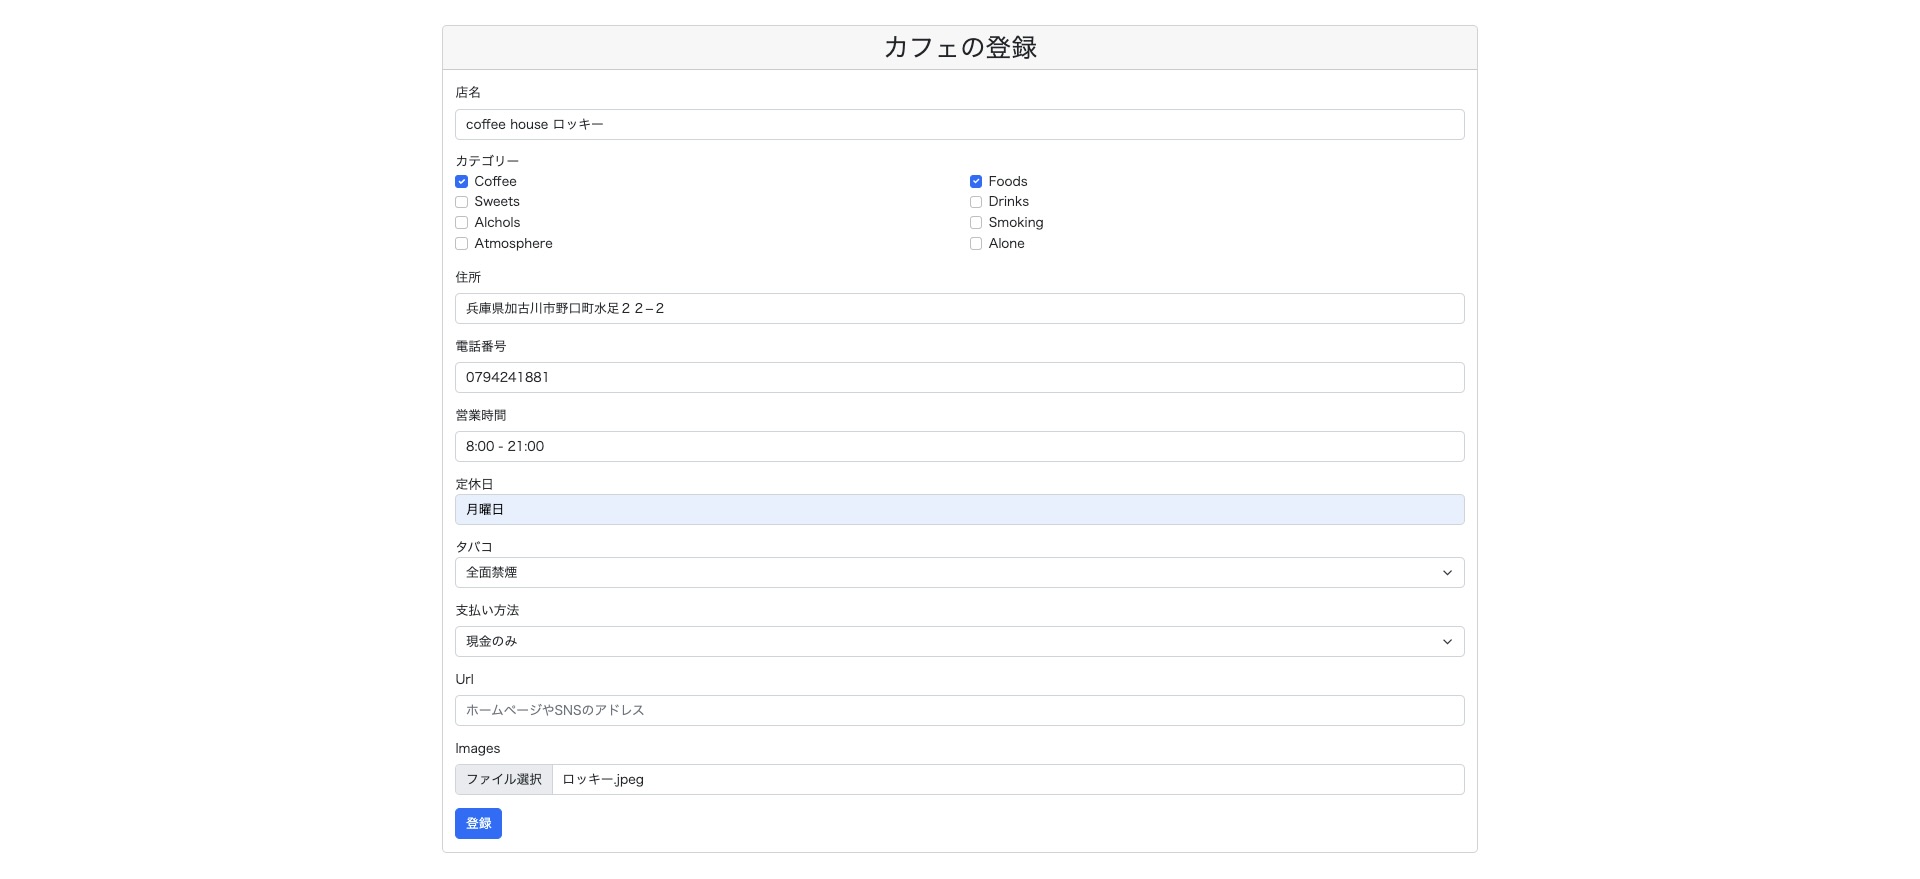 カフェの登録
店名
coffee house ロッキー
カテゴリー
Coffee Foods
Sweets Drinks
Alchols Smoking
Atmosphere Alone
住所
兵庫県加古川市野口町水足２２−２
電話番号
0794241881
営業時間
8:00 - 21:00
定休日
月曜日
タバコ
全面禁煙
支払い方法
現金のみ
Url
ホームページやSNSのアドレス
Images
ファイル選択 ロッキー.jpeg
登録